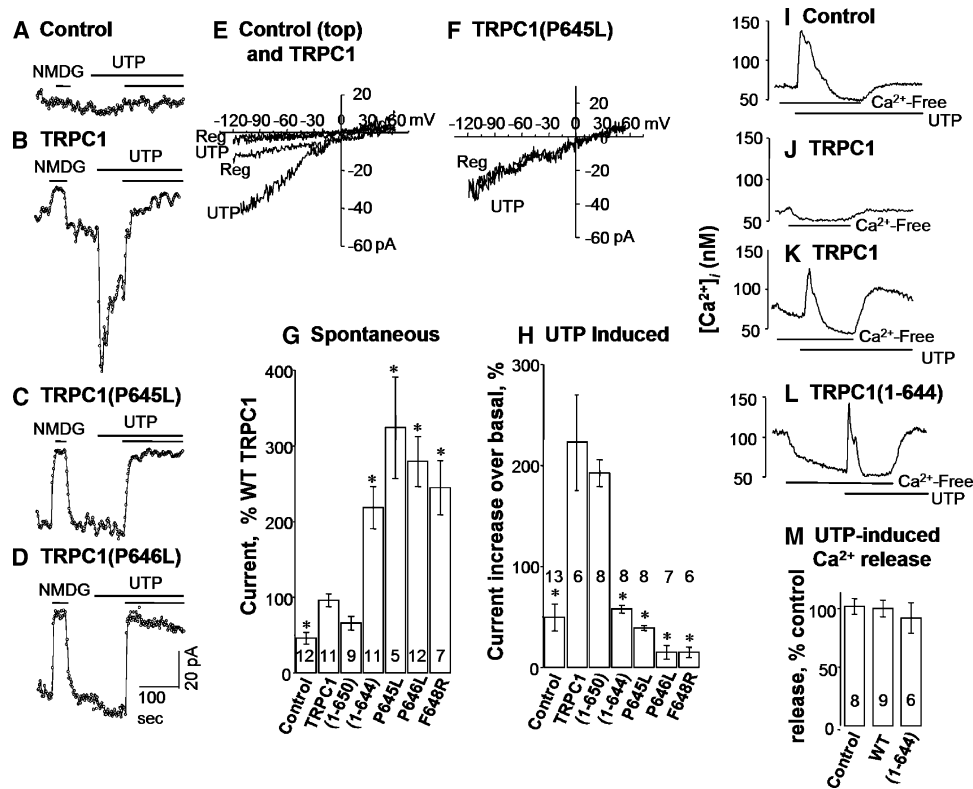 A Control
NMDG UTP
B TRPC1
NMDG UTP
C TRPC1(P645L)
NMDG UTP
D TRPC1(P646L)
NMDG UTP
100
sec
20 pA
E Control (top)
and TRPC1
20
0
-120-90 -60 -30 30 60 mV
Reg
UTP
Reg
-20
UTP
-40
-60 pA
F TRPC1(P645L)
20
-120-90 -60 -30 0 30 60 mV
Reg
-20
UTP
-40
-60 pA
G Spontaneous
Current, % WT TRPC1
400
300
200
100
0
* * * * *
12 11 9 11 5 12 7
Control
TRPC1
(1-650)
(1-644)
P645L
P646L
F648R
H UTP Induced
Current increase over basal, %
300
200
100
0
13 6 8 8 8 7 6
* * * * *
Control
TRPC1
(1-650)
(1-644)
P645L
P646L
F648R
[Ca²⁺]i (nM)
I Control
150
100
50
Ca²⁺-Free
UTP
J TRPC1
150
100
50
Ca²⁺-Free
K TRPC1
150
100
50
Ca²⁺-Free
UTP
L TRPC1(1-644)
150
100
50
Ca²⁺-Free
UTP
M UTP-induced
Ca²⁺ release
release, % control
100
50
0
8 9 6
Control
WT
(1-644)